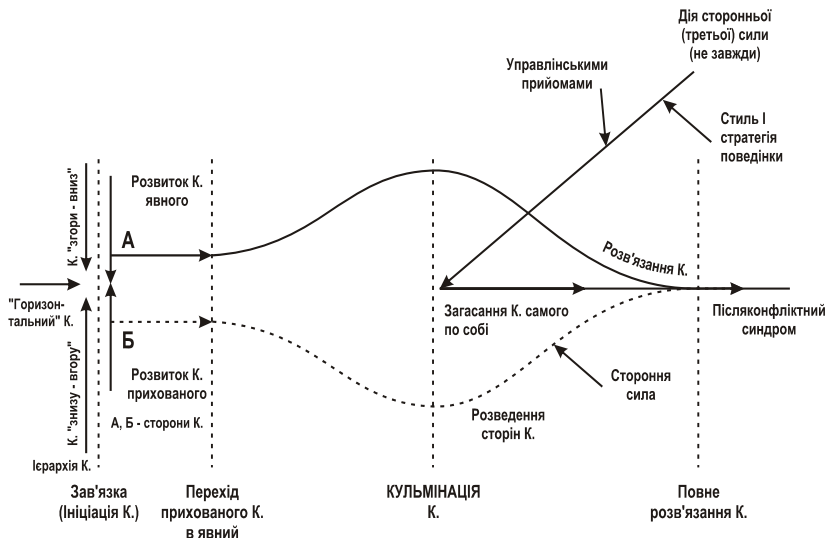 Дія сторонньої
(третьої) сили
(не завжди)
Управлінськими
прийомами
Стиль І
стратегія
поведінки
К. "згори - вниз"
Розвиток К.
явного
А
Розв'язання К.
"Горизон-
тальний" К.
Загасання К. самого
по собі
Післяконфліктний
синдром
Б
К. "знизу - вгору"
Розвиток К.
прихованого
А, Б - сторони К.
Стороння
сила
Розведення
сторін К.
Ієрархія К.
Зав'язка
(Ініціація К.)
Перехід
прихованого К.
в явний
КУЛЬМІНАЦІЯ
К.
Повне
розв'язання К.